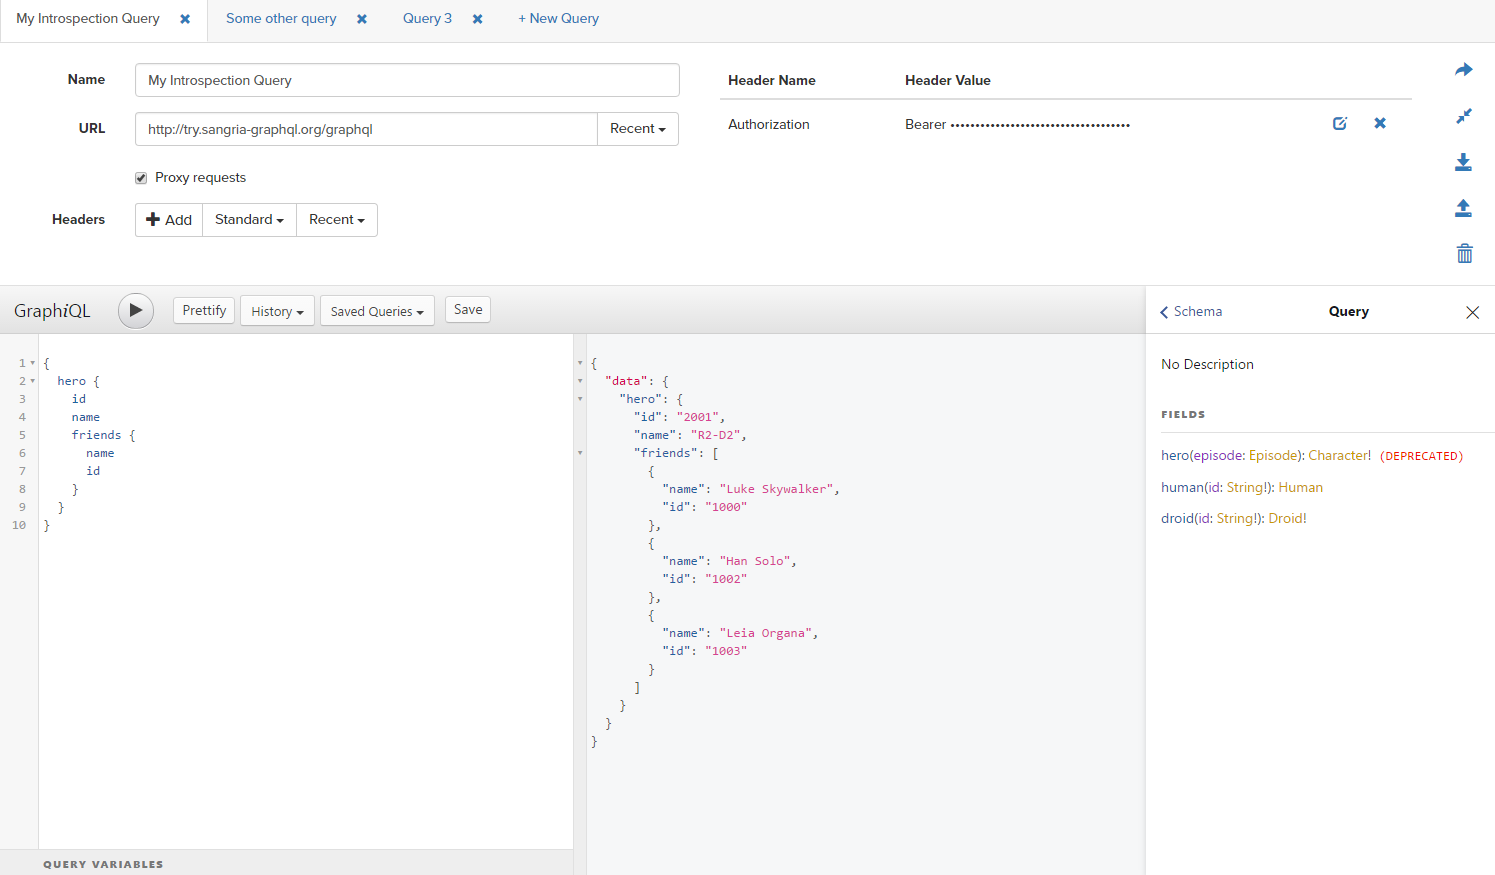 My Introspection Query
Some other query
Query 3
+ New Query
Name
My Introspection Query
URL
http://try.sangria-graphql.org/graphql
Recent
Proxy requests
Headers
Add
Standard
Recent
Header Name Header Value
Authorization Bearer ••••••••••••••••••••••••••••••••••••
GraphiQL
Prettify
History
Saved Queries
Save
1 {
2 hero {
3 id
4 name
5 friends {
6 name
7 id
8 }
9 }
10 }
QUERY VARIABLES
{
"data": {
"hero": {
"id": "2001",
"name": "R2-D2",
"friends": [
{
"name": "Luke Skywalker",
"id": "1000"
},
{
"name": "Han Solo",
"id": "1002"
},
{
"name": "Leia Organa",
"id": "1003"
}
]
}
}
}
Schema
Query
No Description
FIELDS
hero(episode: Episode): Character! (DEPRECATED)
human(id: String!): Human
droid(id: String!): Droid!